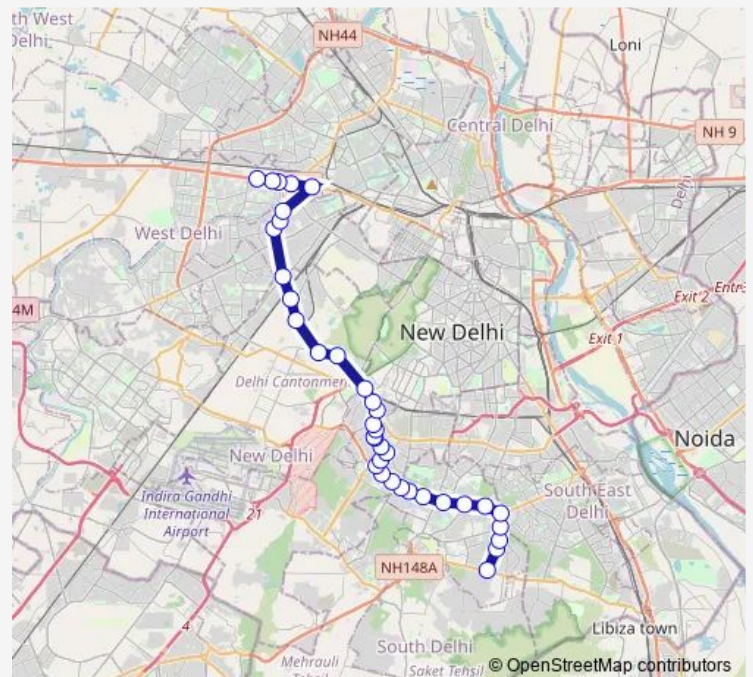 th West
Delhi
NH44
Loni
Central Delhi
NH 9
Delhi
West Delhi
4M
Exit 2
Entr
Exit 1
New Delhi
Delhi Cantonmen
Noida
New Delhi
Indira Gandhi
International
Airport
21
South East
Delhi
NH148A
4
Libiza town
South Delhi
Mehrauli
Tehsil
Saket Tehsil
© OpenStreetMap contributors